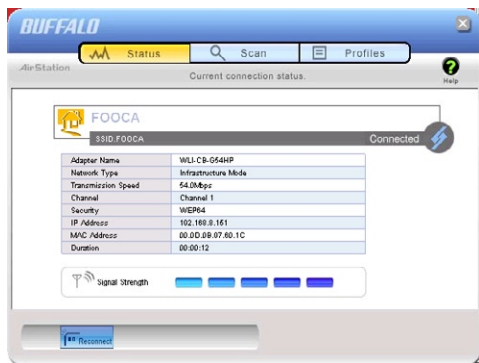 BUFFALO
Status Scan Profiles
AirStation
Current connection status.
Help
FOOCA
SSID:FOOCA Connected
Adapter Name WLI-CB-G54HP
Network Type Infrastructure Mode
Transmission Speed 54.0Mbps
Channel Channel 1
Security WEP64
IP Address 192.168.9.151
MAC Address 00.0D.0B.07.60.1C
Duration 00:00:12
Signal Strength
Reconnect